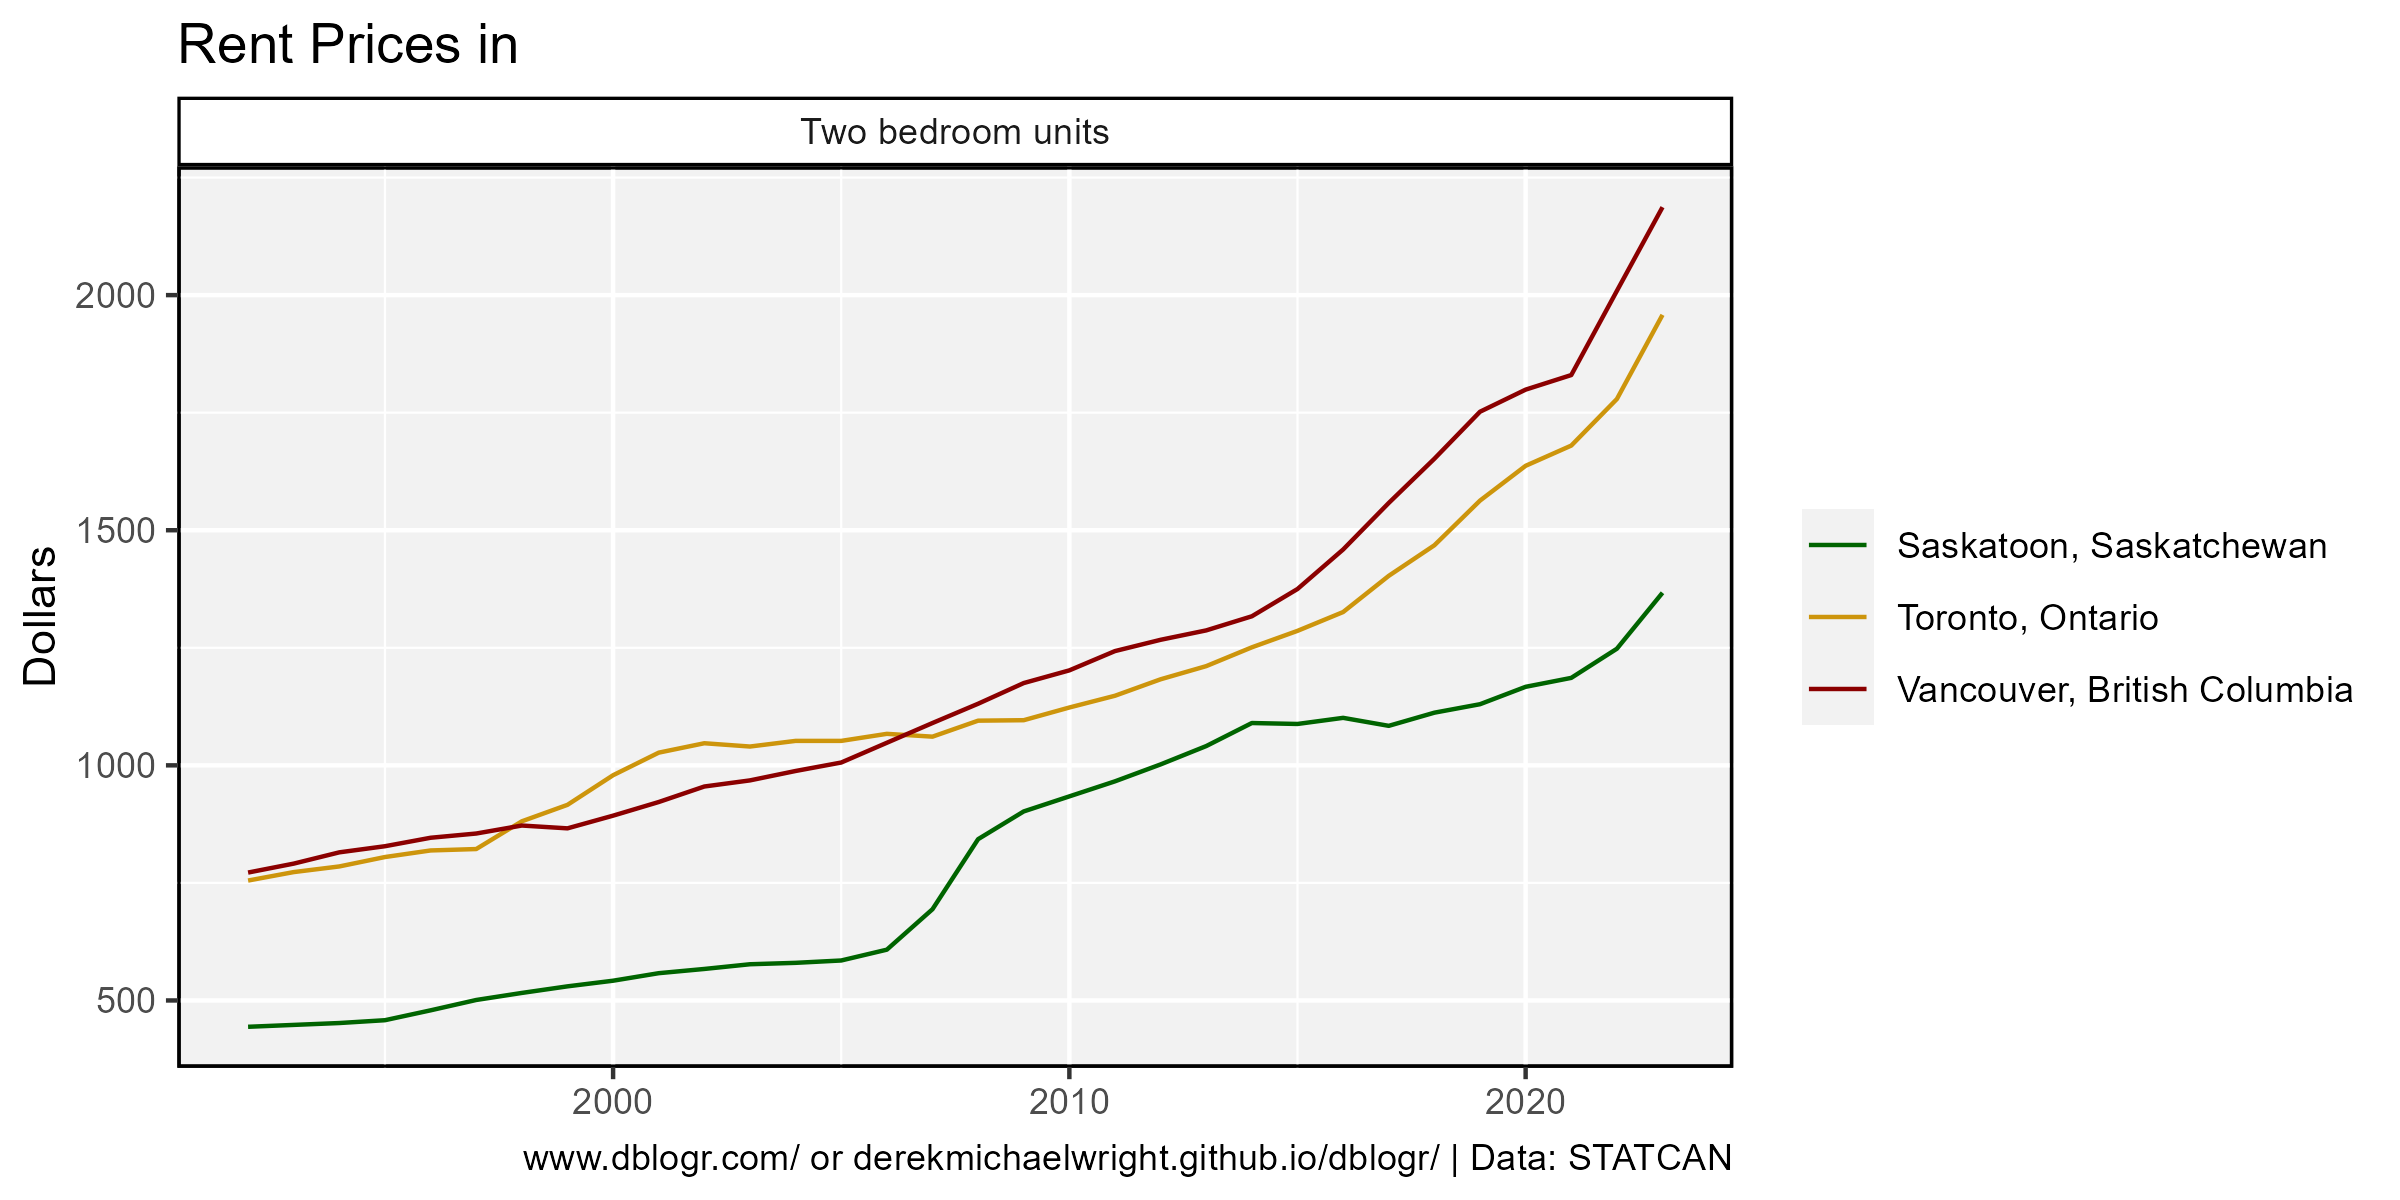 Rent Prices in
Two bedroom units
2000
1500
1000
500
Dollars
2000
2010
2020
Saskatoon, Saskatchewan
Toronto, Ontario
Vancouver, British Columbia
www.dblogr.com/ or derekmichaelwright.github.io/dblogr/ | Data: STATCAN